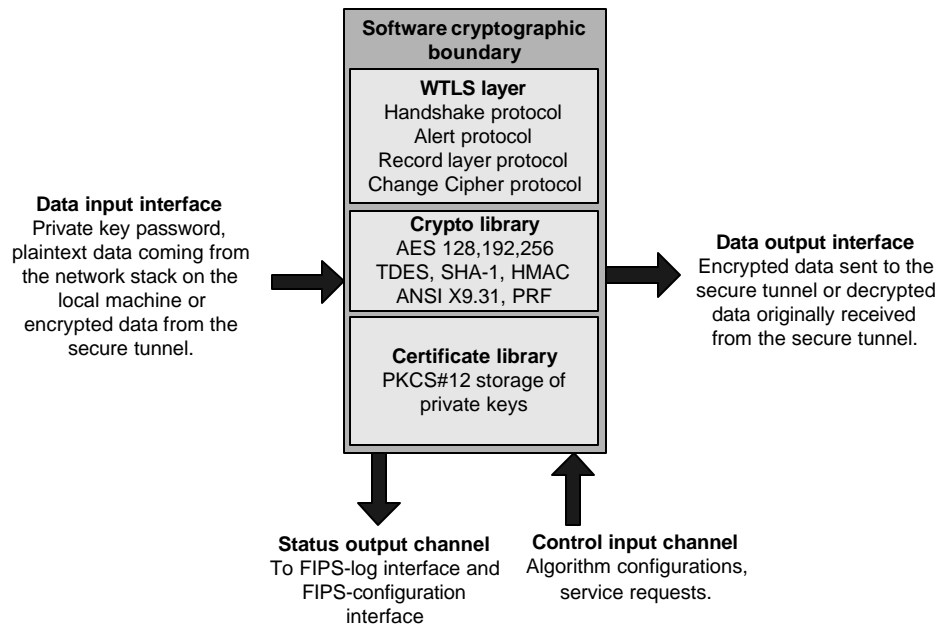 Software cryptographic
boundary
WTLS layer
Handshake protocol
Alert protocol
Record layer protocol
Change Cipher protocol
Data input interface
Private key password,
plaintext data coming from
the network stack on the
local machine or
encrypted data from the
secure tunnel.
Crypto library
AES 128,192,256
TDES, SHA-1, HMAC
ANSI X9.31, PRF
Data output interface
Encrypted data sent to the
secure tunnel or decrypted
data originally received
from the secure tunnel.
Certificate library
PKCS#12 storage of
private keys
Status output channel
To FIPS-log interface and
FIPS-configuration
interface
Control input channel
Algorithm configurations,
service requests.